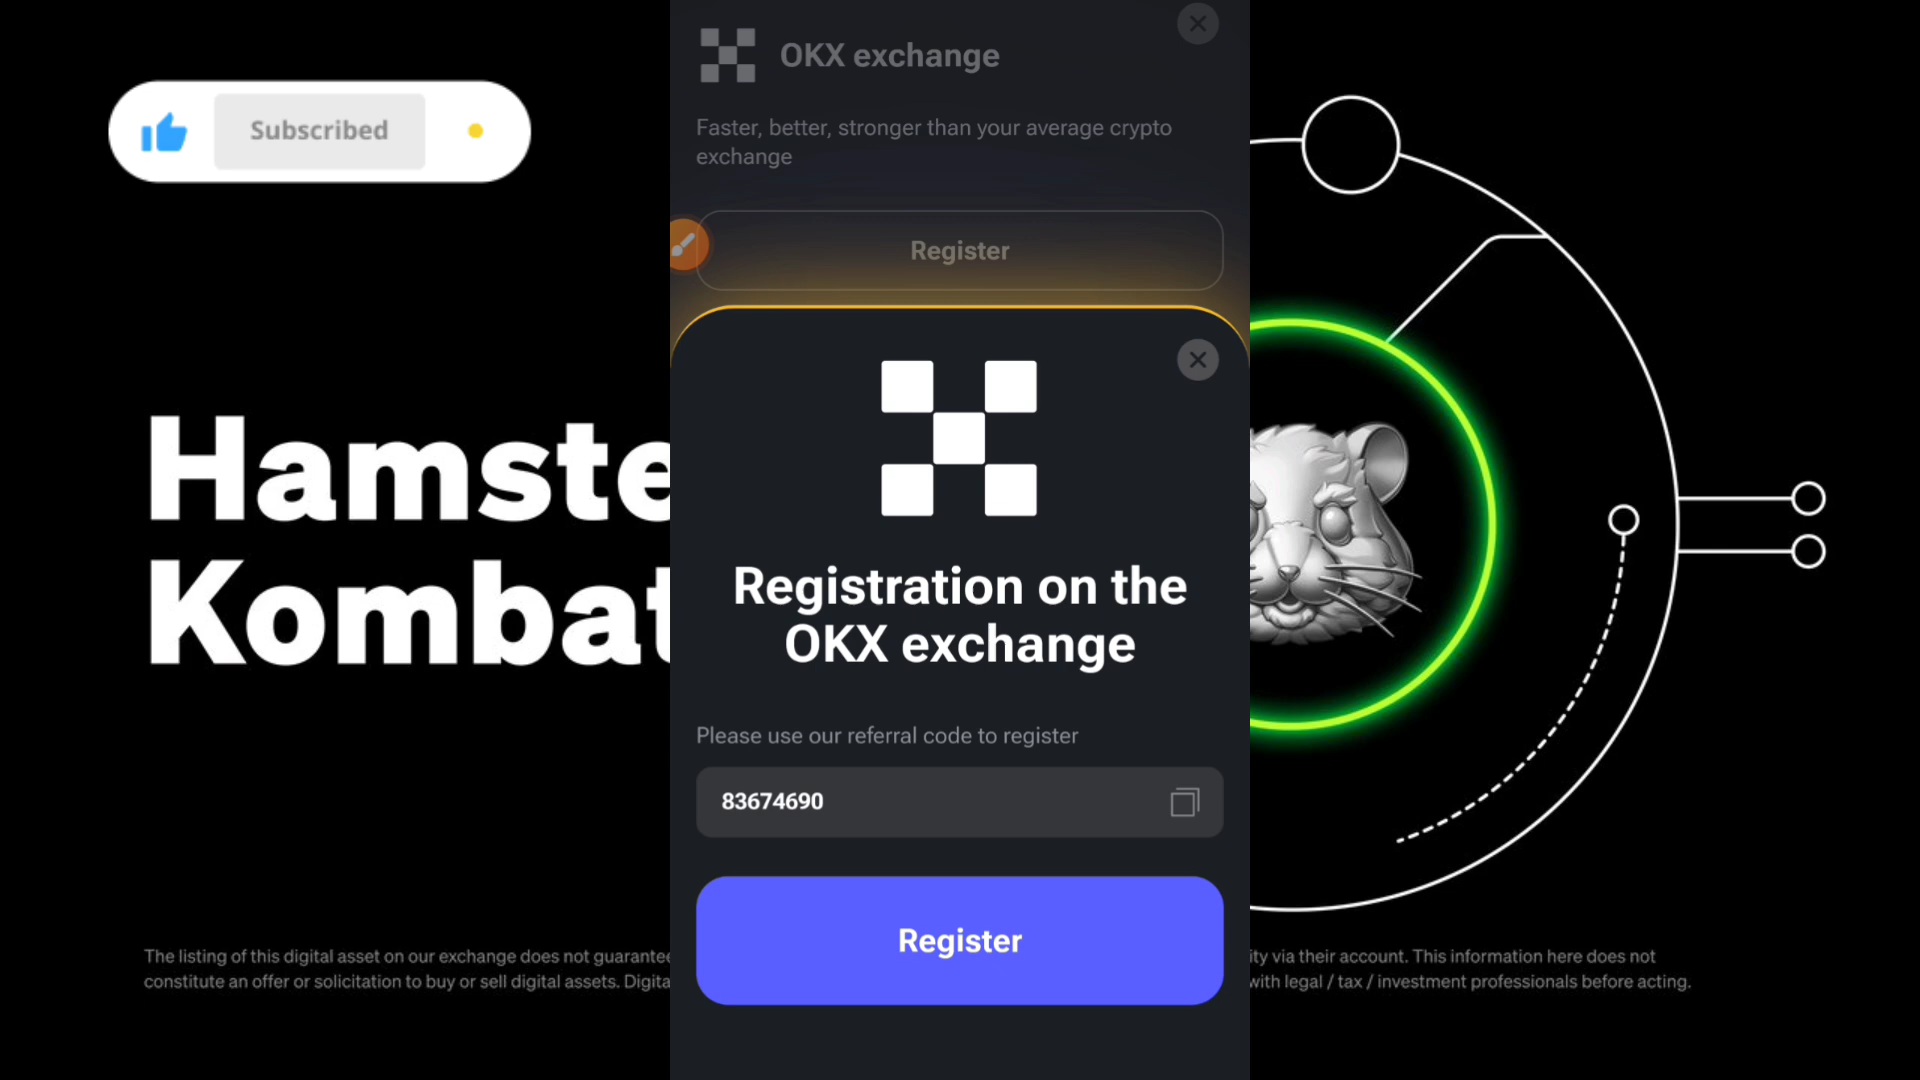 Subscribed
Hamste
Kombat
The listing of this digital asset on our exchange does not guarantee
constitute an offer or solicitation to buy or sell digital assets. Digita
OKX exchange
Faster, better, stronger than your average crypto
exchange
Register
Registration on the
OKX exchange
Please use our referral code to register
83674690
Register
ity via their account. This information here does not
with legal / tax / investment professionals before acting.